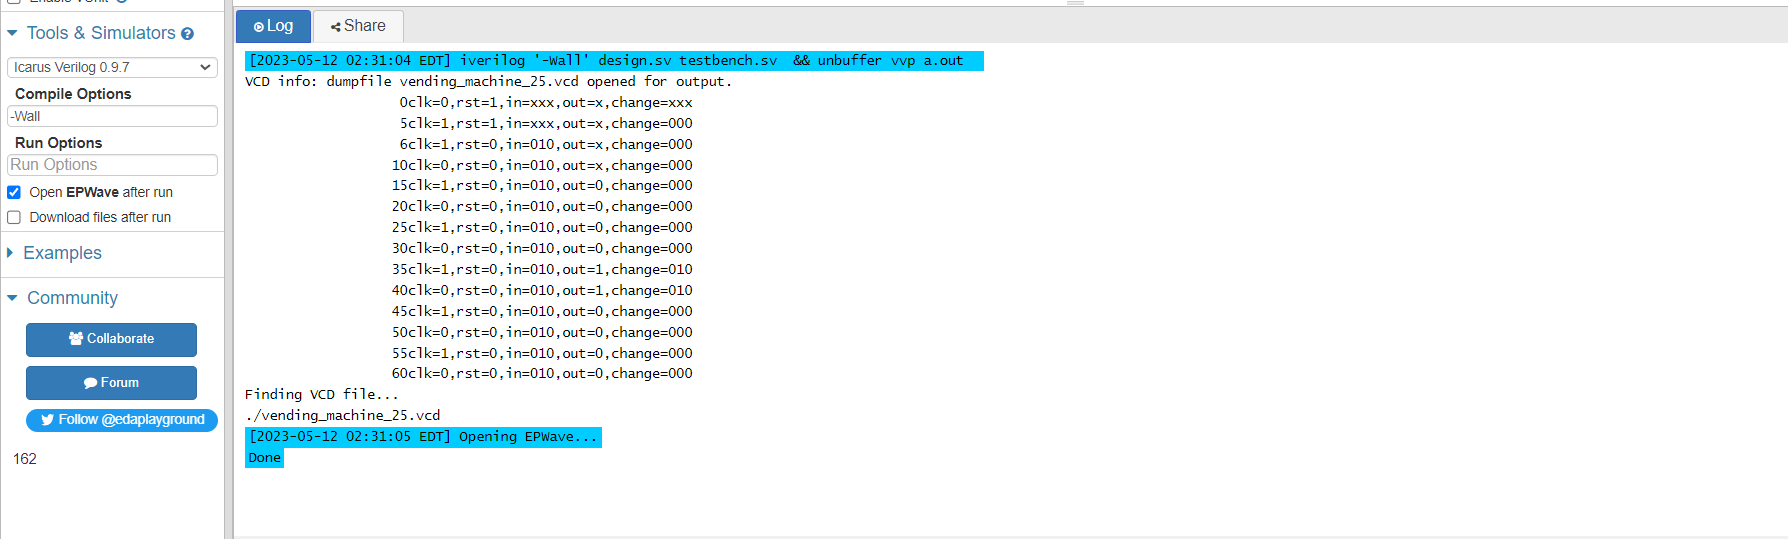 Tools & Simulators
Icarus Verilog 0.9.7
Compile Options
-Wall
Run Options
Run Options
Open EPWave after run
Download files after run
Examples
Community
Collaborate
Forum
Follow @edaplayground
162
Log
Share
[2023-05-12 02:31:04 EDT] iverilog '-Wall' design.sv testbench.sv  && unbuffer vvp a.out
VCD info: dumpfile vending_machine_25.vcd opened for output.
0clk=0,rst=1,in=xxx,out=x,change=xxx
5clk=1,rst=1,in=xxx,out=x,change=000
6clk=1,rst=0,in=010,out=x,change=000
10clk=0,rst=0,in=010,out=x,change=000
15clk=1,rst=0,in=010,out=0,change=000
20clk=0,rst=0,in=010,out=0,change=000
25clk=1,rst=0,in=010,out=0,change=000
30clk=0,rst=0,in=010,out=0,change=000
35clk=1,rst=0,in=010,out=1,change=010
40clk=0,rst=0,in=010,out=1,change=010
45clk=1,rst=0,in=010,out=0,change=000
50clk=0,rst=0,in=010,out=0,change=000
55clk=1,rst=0,in=010,out=0,change=000
60clk=0,rst=0,in=010,out=0,change=000
Finding VCD file...
./vending_machine_25.vcd
[2023-05-12 02:31:05 EDT] Opening EPWave...
Done